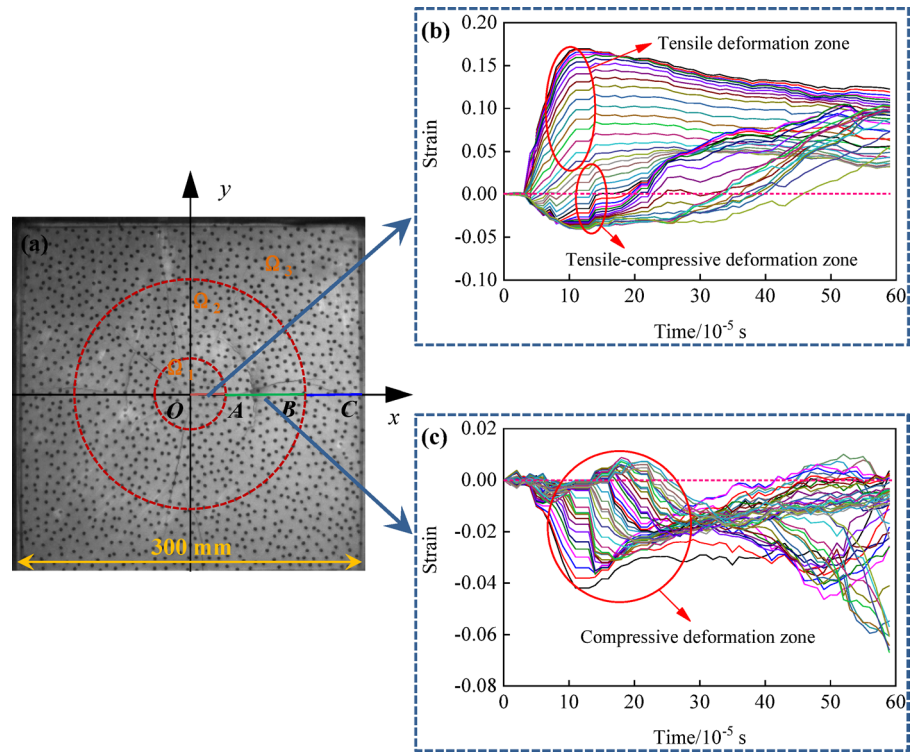 (a)
y
Ω3
Ω2
Ω1
O
A
B
C
x
300 mm
(b)
0.20
0.15
0.10
0.05
0.00
-0.05
-0.10
Strain
Tensile deformation zone
Tensile-compressive deformation zone
0 10 20 30 40 50 60
Time/10⁻⁵ s
(c)
0.02
0.00
-0.02
-0.04
-0.06
-0.08
Strain
Compressive deformation zone
0 10 20 30 40 50 60
Time/10⁻⁵ s